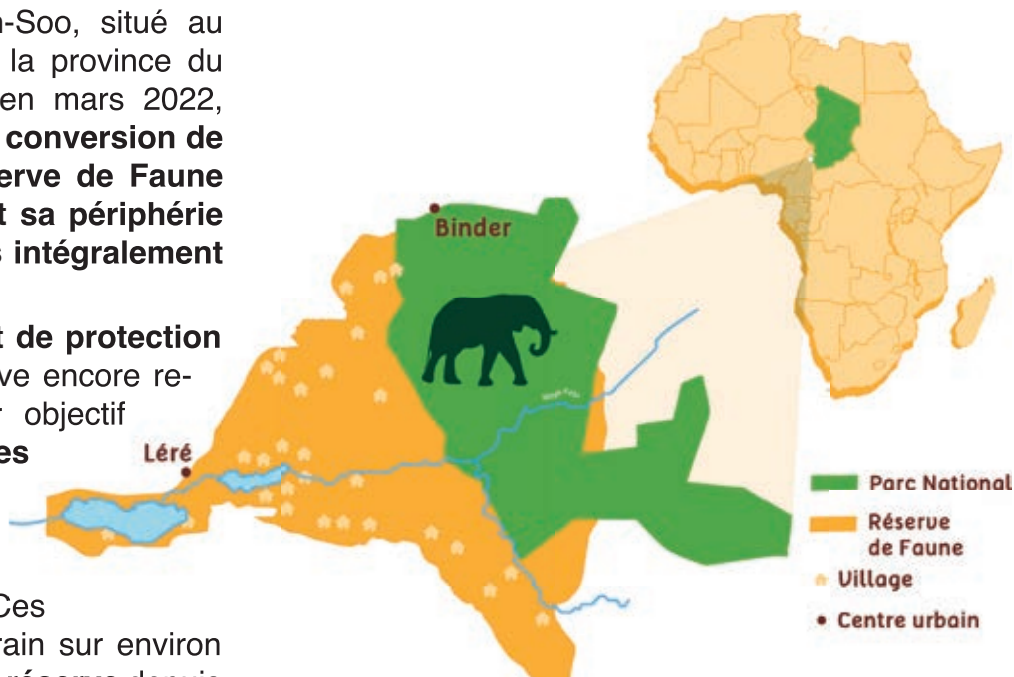 n-Soo, situé au
la province du
en mars 2022,
conversion de
erve de Faune
t sa périphérie
s intégralement
t de protection
ve encore re-
r objectif
es
Ces
rain sur environ
réserve depuis
Binder
Léré
Parc National
Réserve
de Faune
Village
Centre urbain